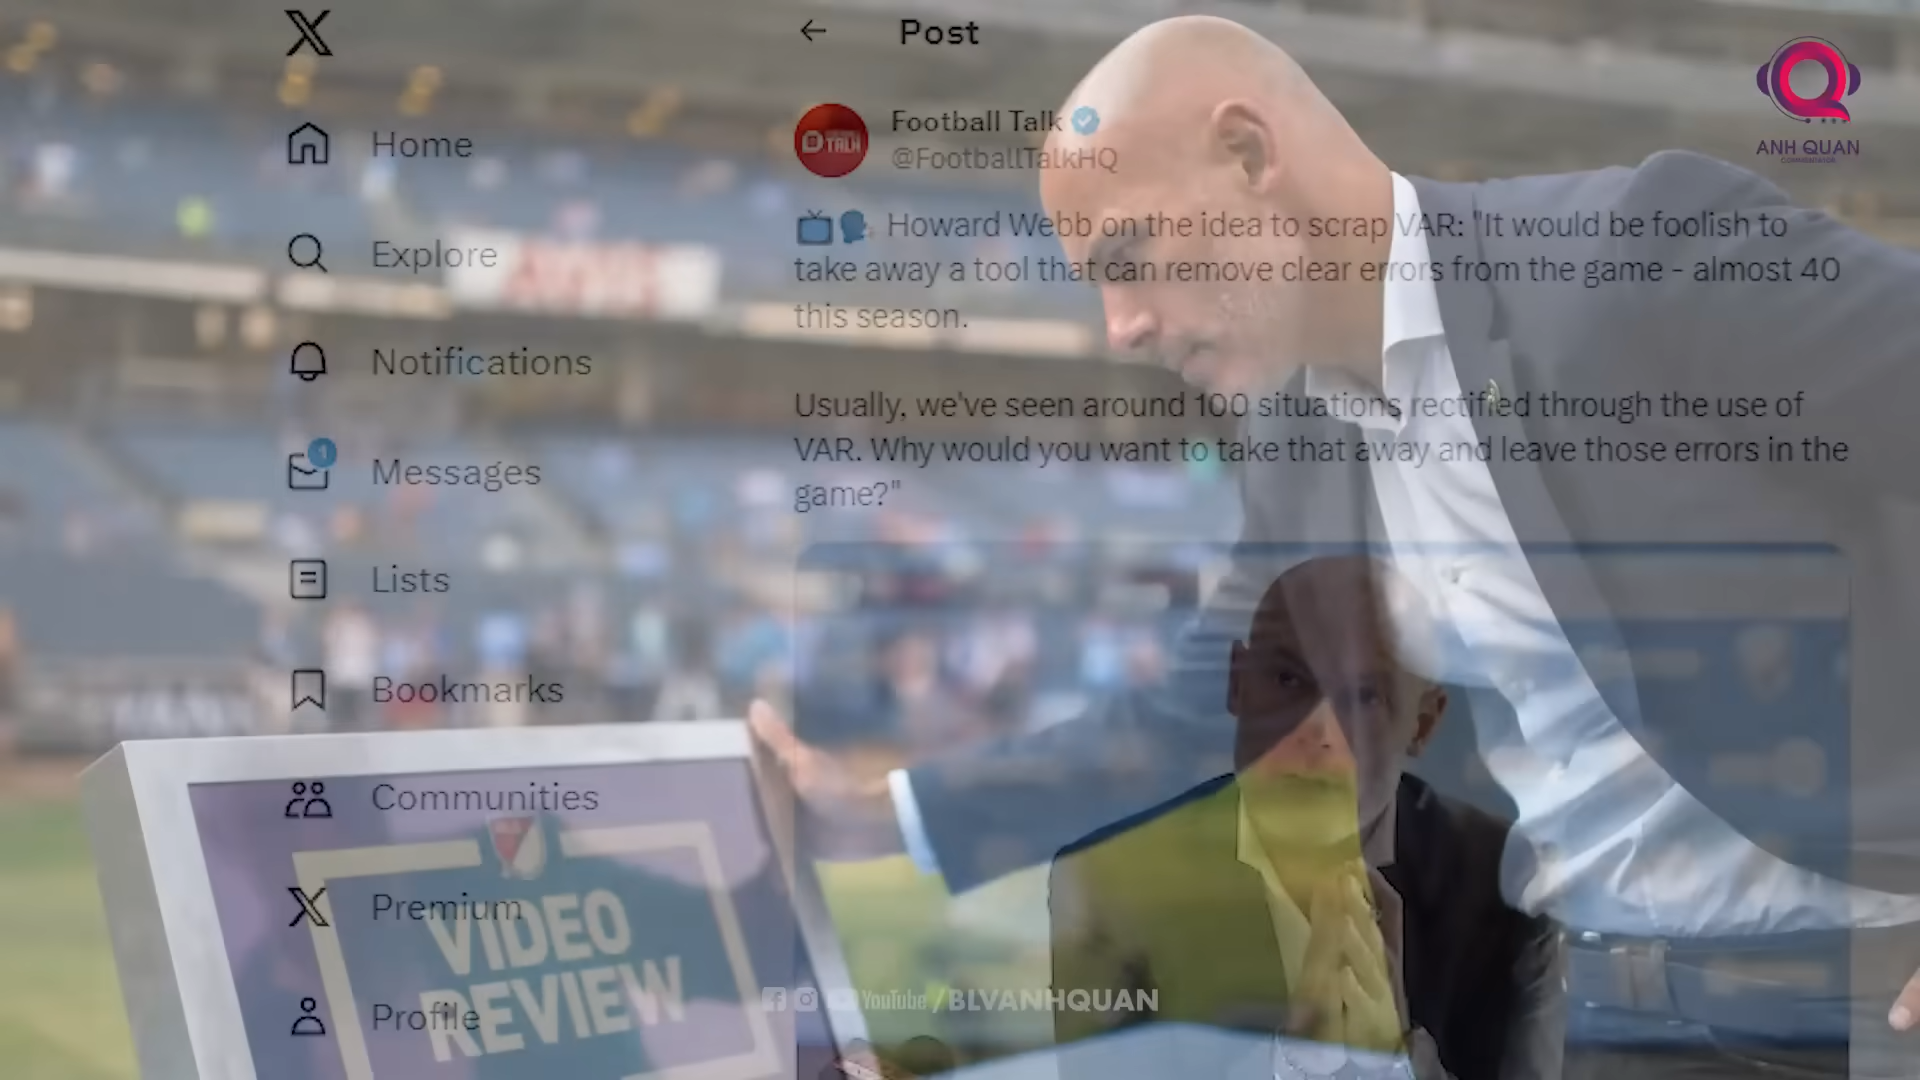 Post
Home
Explore
Notifications
Messages
1
Lists
Bookmarks
Communities
Premium
Profile
Football Talk
@FootballTalkHQ
Howard Webb on the idea to scrap VAR: "It would be foolish to
take away a tool that can remove clear errors from the game - almost 40
this season.
Usually, we've seen around 100 situations rectified through the use of
VAR. Why would you want to take that away and leave those errors in the
game?"
TALK
ANH QUAN
VIDEO
REVIEW
YouTube /BLVANHQUAN